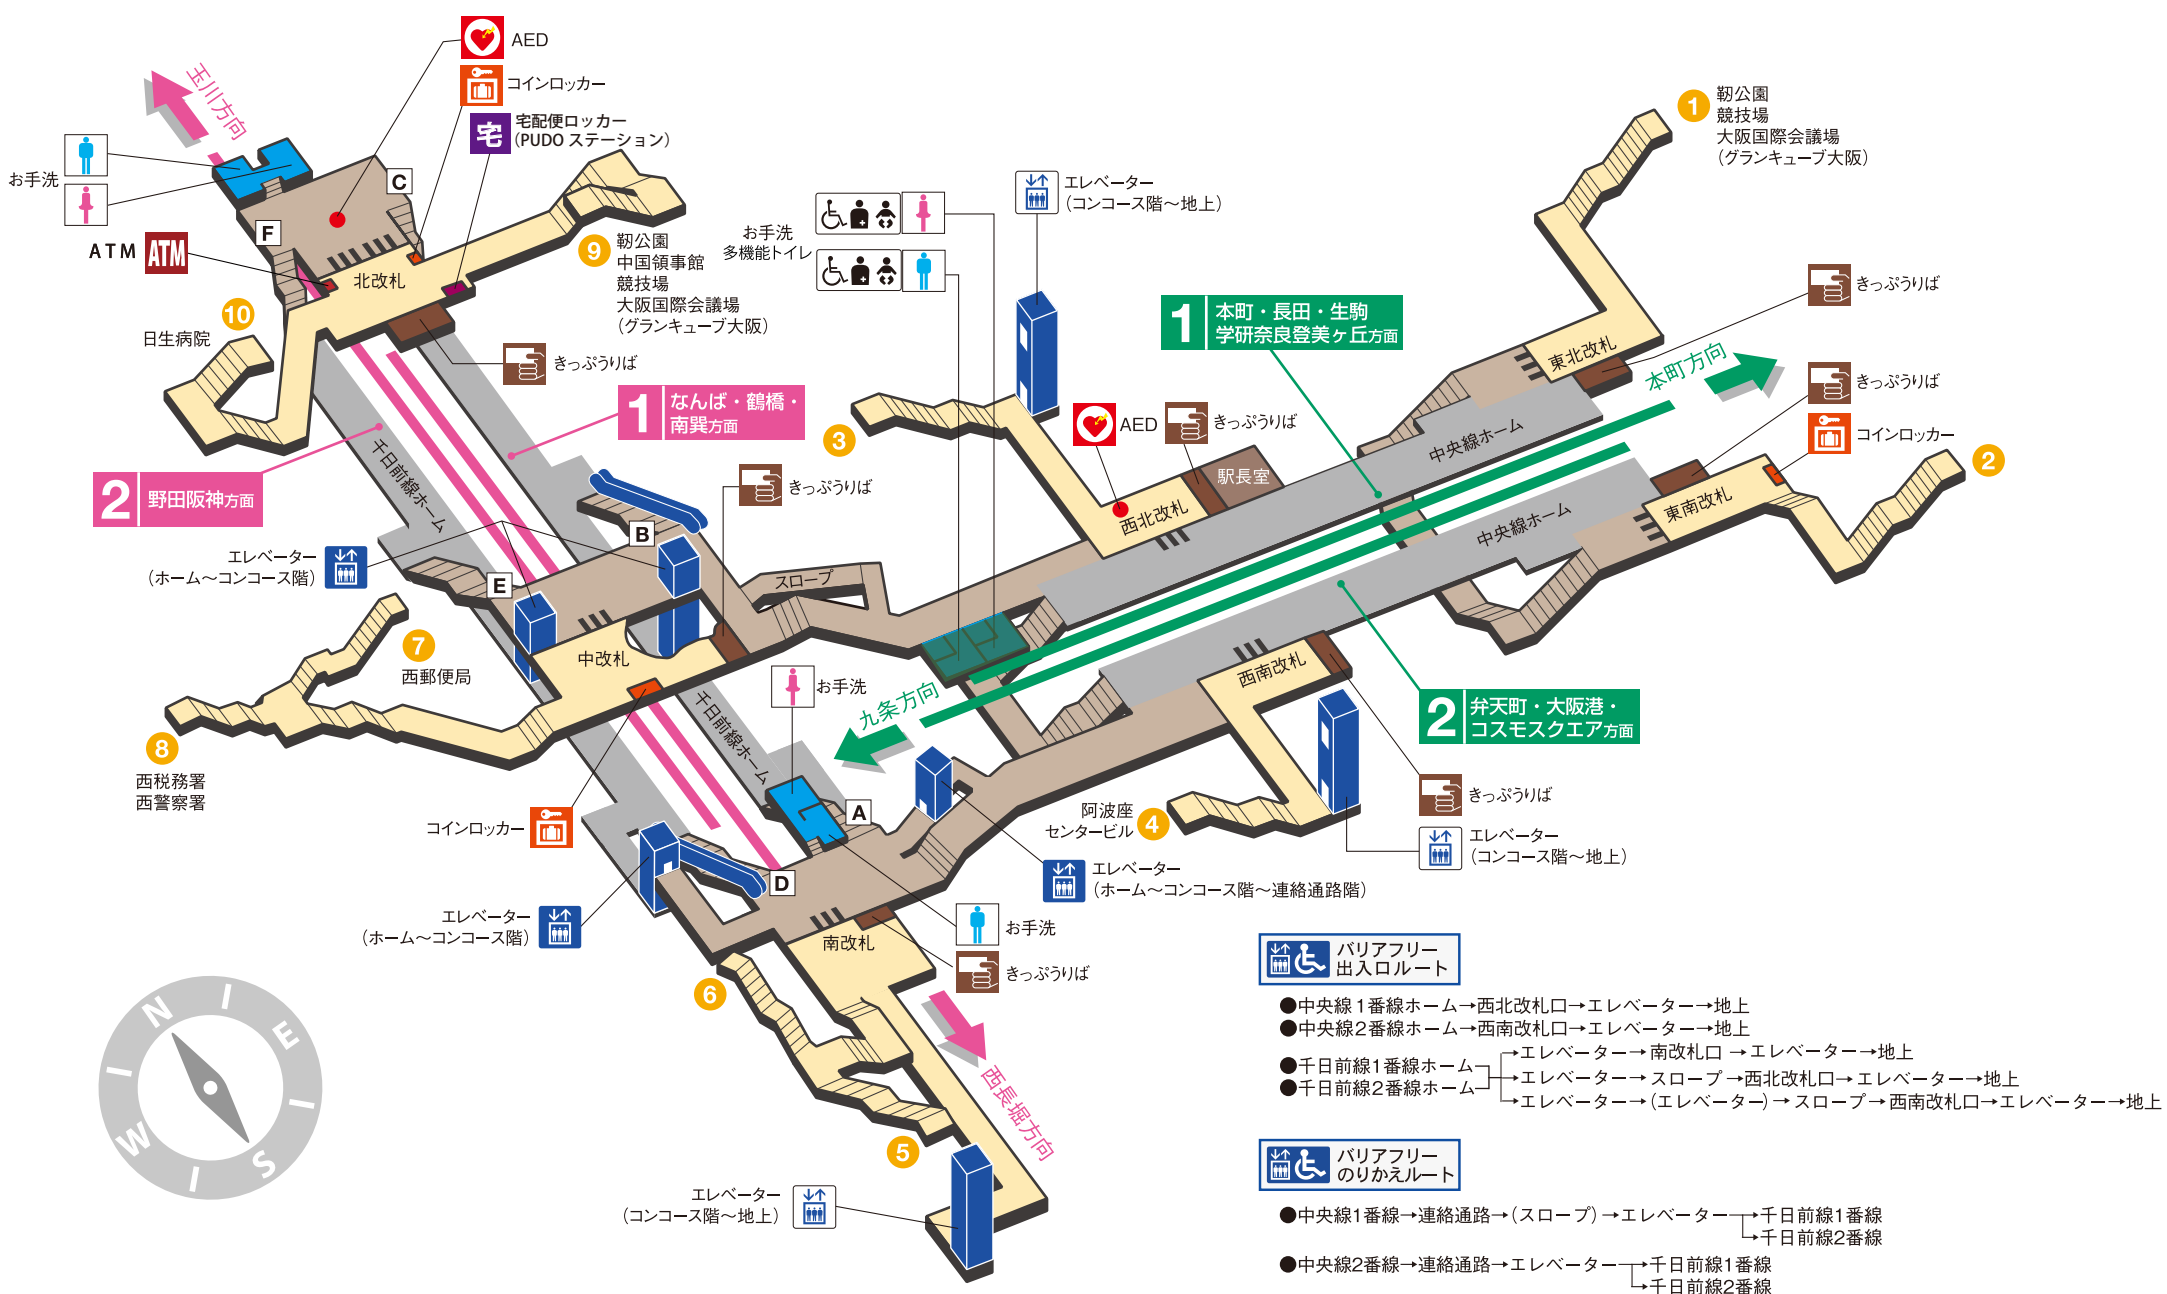 AED
コインロッカー
宅
宅配便ロッカー
(PUDO ステーション)
玉川方向
お手洗
ATM
ATM
C
F
北改札
9
靭公園
中国領事館
競技場
大阪国際会議場
(グランキューブ大阪)
10
日生病院
きっぷうりば
1
なんば・鶴橋・
南巽方面
2
野田阪神方面
千日前線ホーム
エレベーター
(ホーム〜コンコース階)
B
E
きっぷうりば
スロープ
7
西郵便局
中改札
8
西税務署
西警察署
コインロッカー
千日前線ホーム
お手洗
A
D
エレベーター
(ホーム〜コンコース階)
南改札
お手洗
きっぷうりば
6
5
西長堀方向
エレベーター
(コンコース階〜地上)
エレベーター
(ホーム〜コンコース階〜連絡通路階)
お手洗
多機能トイレ
エレベーター
(コンコース階〜地上)
3
AED
きっぷうりば
駅長室
西北改札
1
本町・長田・生駒
学研奈良登美ヶ丘方面
1
靭公園
競技場
大阪国際会議場
(グランキューブ大阪)
きっぷうりば
東北改札
本町方向
きっぷうりば
コインロッカー
2
東南改札
中央線ホーム
中央線ホーム
九条方向
西南改札
2
弁天町・大阪港・
コスモスクエア方面
きっぷうりば
エレベーター
(コンコース階〜地上)
阿波座
センタービル
4
N
E
S
W
バリアフリー
出入口ルート
●中央線1番線ホーム→西北改札口→エレベーター→地上
●中央線2番線ホーム→西南改札口→エレベーター→地上
●千日前線1番線ホーム
●千日前線2番線ホーム
→エレベーター→南改札口→エレベーター→地上
→エレベーター→スロープ→西北改札口→エレベーター→地上
→エレベーター→(エレベーター)→スロープ→西南改札口→エレベーター→地上
バリアフリー
のりかえルート
●中央線1番線→連絡通路→(スロープ)→エレベーター→千日前線1番線
→千日前線2番線
●中央線2番線→連絡通路→エレベーター→千日前線1番線
→千日前線2番線